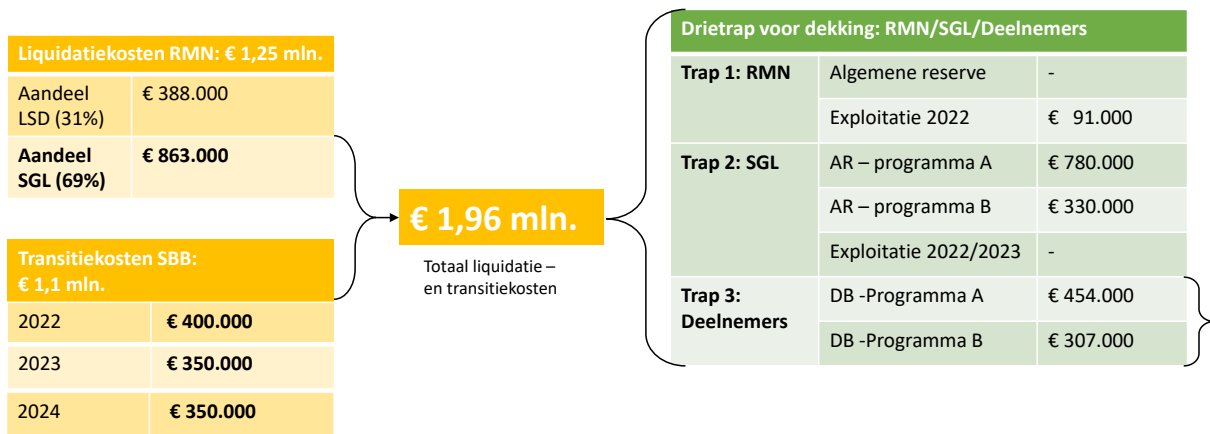 Liquidatiekosten RMN: € 1,25 mln.
Aandeel
LSD (31%)
€ 388.000
Aandeel
SGL (69%)
€ 863.000
Transitiekosten SBB:
€ 1,1 mln.
2022 € 400.000
2023 € 350.000
2024 € 350.000
€ 1,96 mln.
Totaal liquidatie –
en transitiekosten
Drietrap voor dekking: RMN/SGL/Deelnemers
Trap 1: RMN Algemene reserve -
Exploitatie 2022 € 91.000
Trap 2: SGL AR – programma A € 780.000
AR – programma B € 330.000
Exploitatie 2022/2023 -
Trap 3:
Deelnemers
DB -Programma A € 454.000
DB -Programma B € 307.000